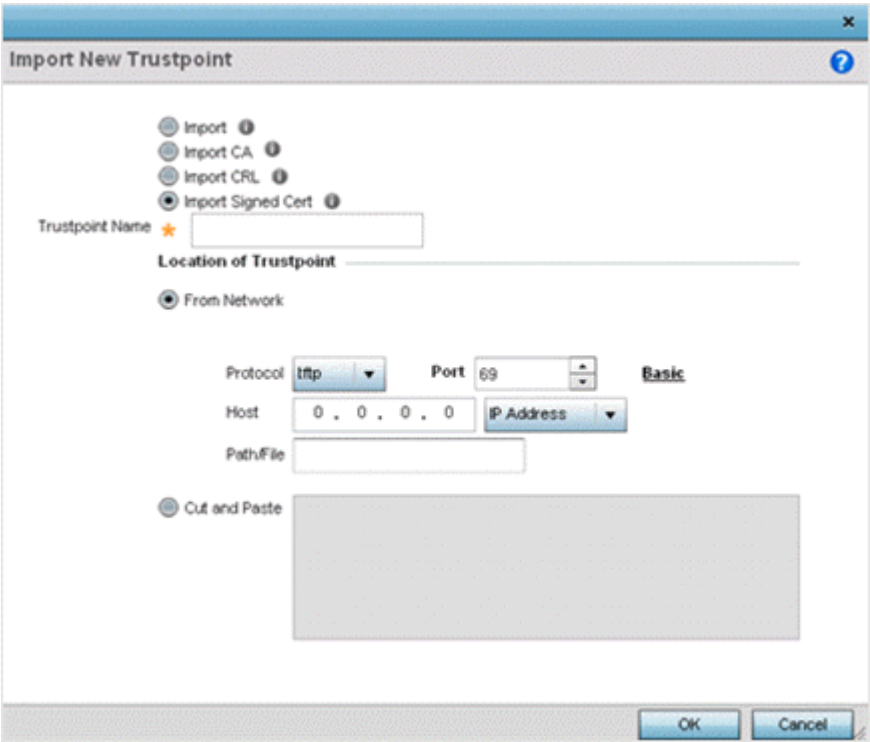 Import New Trustpoint
Import
Import CA
Import CRL
Import Signed Cert
Trustpoint Name *
Location of Trustpoint
From Network
Protocol tftp Port 69 Basic
Host 0 . 0 . 0 . 0 IP Address
Path/File
Cut and Paste
OK Cancel